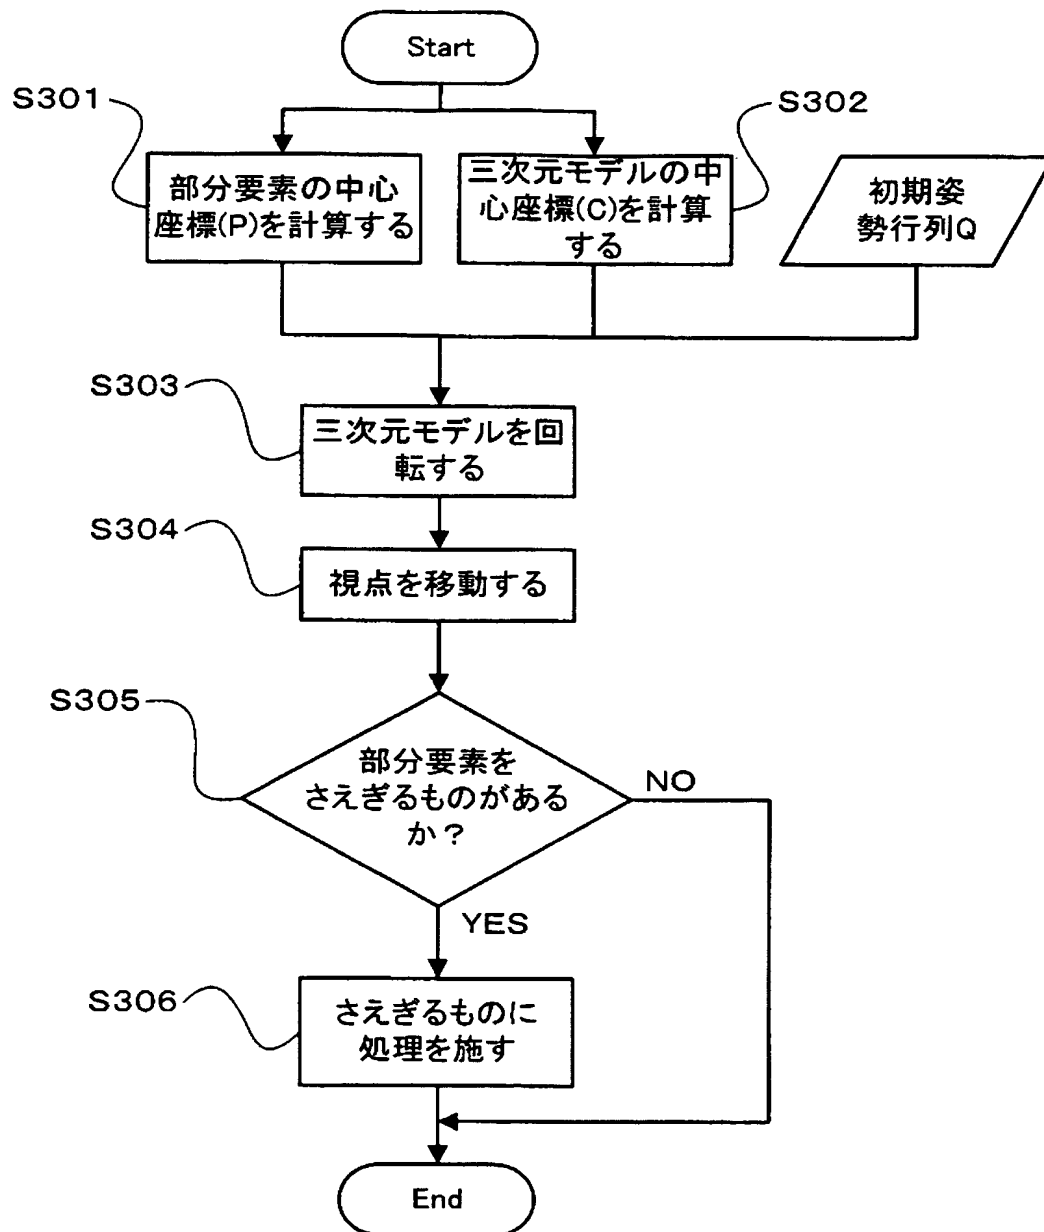 Start
S301
S302
部分要素の中心
座標(P)を計算する
三次元モデルの中
心座標(C)を計算
する
初期姿
勢行列Q
S303
三次元モデルを回
転する
S304
視点を移動する
S305
部分要素を
さえぎるものがある
か？
NO
YES
S306
さえぎるものに
処理を施す
End